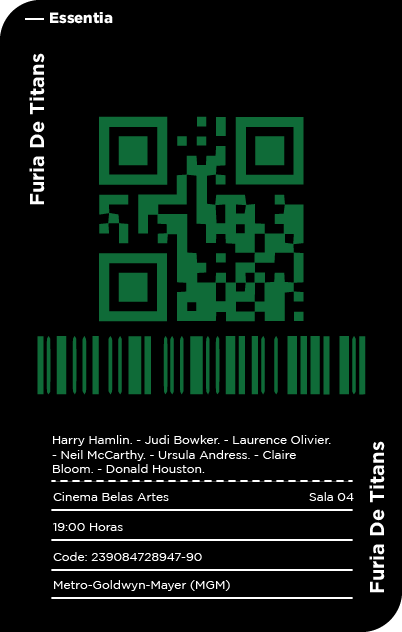 Essentia
Furia De Titans
Harry Hamlin. - Judi Bowker. - Laurence Olivier.
- Neil McCarthy. - Ursula Andress. - Claire
Bloom. - Donald Houston.
Cinema Belas Artes Sala 04
19:00 Horas
Code: 239084728947-90
Metro-Goldwyn-Mayer (MGM)
Furia De Titans